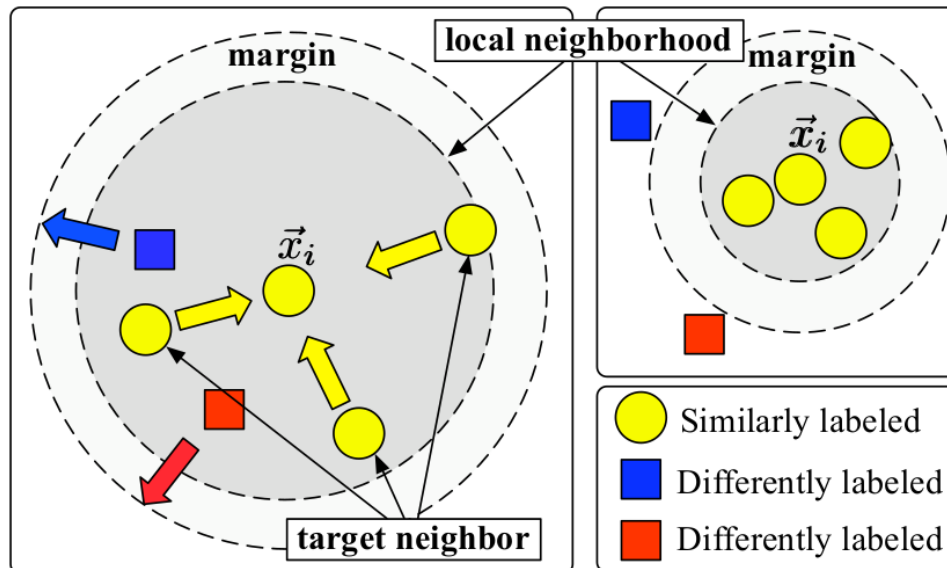 margin
local neighborhood
margin
x⃗ᵢ
x⃗ᵢ
target neighbor
Similarly labeled
Differently labeled
Differently labeled